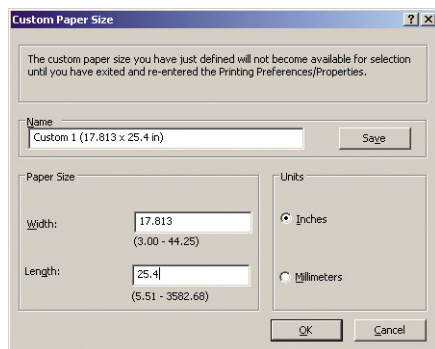 Custom Paper Size
The custom paper size you have just defined will not become available for selection
until you have exited and re-entered the Printing Preferences/Properties.
Name
Custom 1 (17.813 x 25.4 in)
Save
Paper Size
Width:
17.813
(3.00 - 44.25)
Length:
25.4
(5.51 - 3582.68)
Units
Inches
Millimeters
OK
Cancel